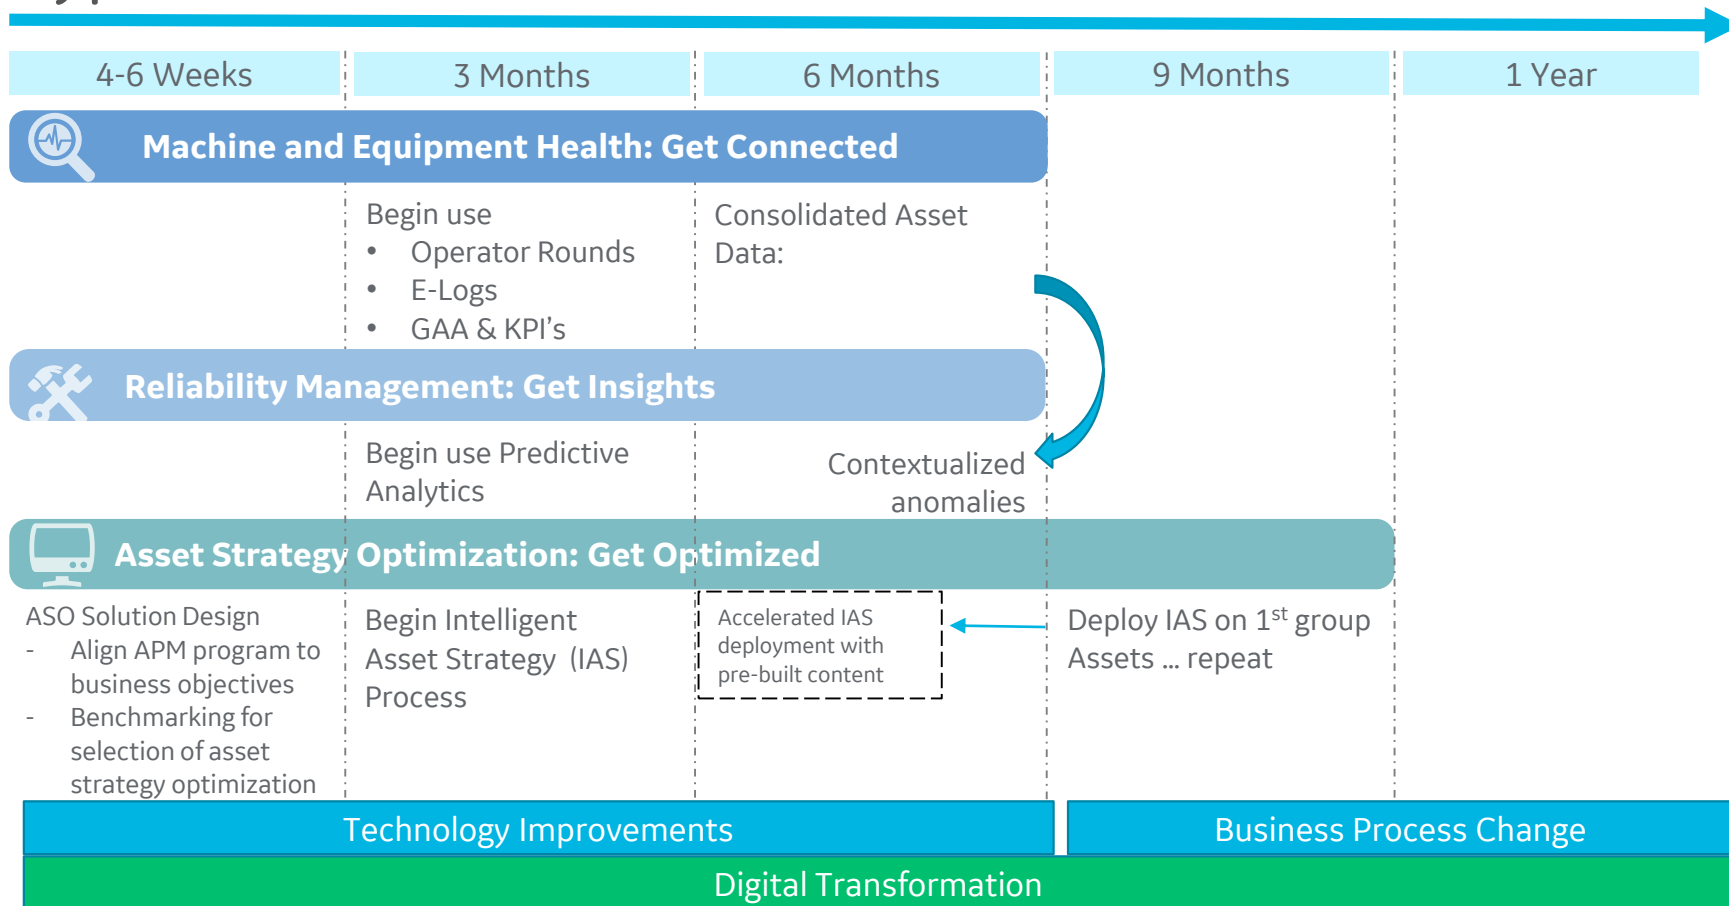 4-6 Weeks
3 Months
6 Months
9 Months
1 Year
Machine and Equipment Health: Get Connected
Begin use
• Operator Rounds
• E-Logs
• GAA & KPI’s
Consolidated Asset
Data:
Reliability Management: Get Insights
Begin use Predictive
Analytics
Contextualized
anomalies
Asset Strategy Optimization: Get Optimized
ASO Solution Design
- Align APM program to
business objectives
- Benchmarking for
selection of asset
strategy optimization
Begin Intelligent
Asset Strategy (IAS)
Process
Accelerated IAS
deployment with
pre-built content
Deploy IAS on 1st group
Assets ... repeat
Technology Improvements
Business Process Change
Digital Transformation